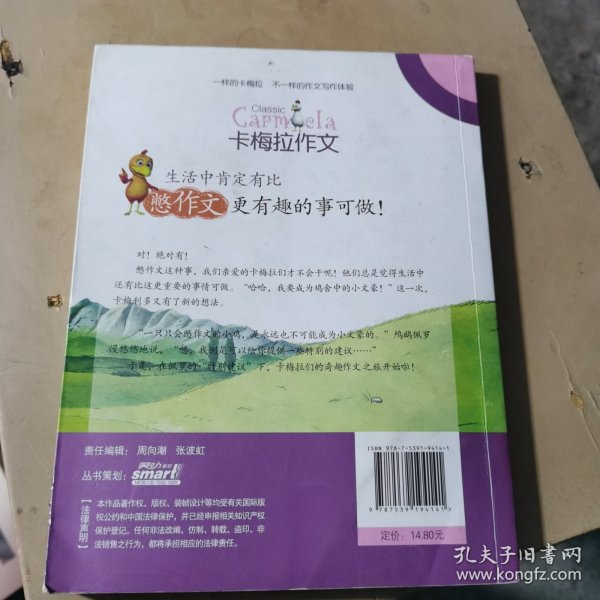 一样的卡梅拉 不一样的作文写作体验
Classic
Carmela
卡梅拉作文
生活中肯定有比
憋作文 更有趣的事可做！
对！绝对有！
憋作文这种事，我们亲爱的卡梅拉们才不会干呢！他们总是觉得生活中
还有比这更重要的事情可做。“哈哈，我要成为鸡舍中的小文豪！”这一次，
卡梅利多又有了新的想法。
“一只只会憋作文的小鸡，是永远也不可能成为小文豪的。”鸬鹚佩罗
慢悠悠地说，“嗯，我倒是可以给你提供一些特别的建议……”
于是，在佩罗的“特别建议”下，卡梅拉们的奇趣作文之旅开始啦！
责任编辑： 周向潮 张波虹
丛书策划： 灵动 smart
【法律声明】
本作品著作权、版权、装帧设计等均受有关国际版
权公约和中国法律保护，并已经申报相关知识产权
保护登记。任何非法改编、仿制、转载、盗印、非
法销售之行为，都将承担相应的法律责任。
ISBN 978-7-5391-9414-1
9 787539 194141
定价：14.80元
孔夫子旧书网
www.kongfz.com